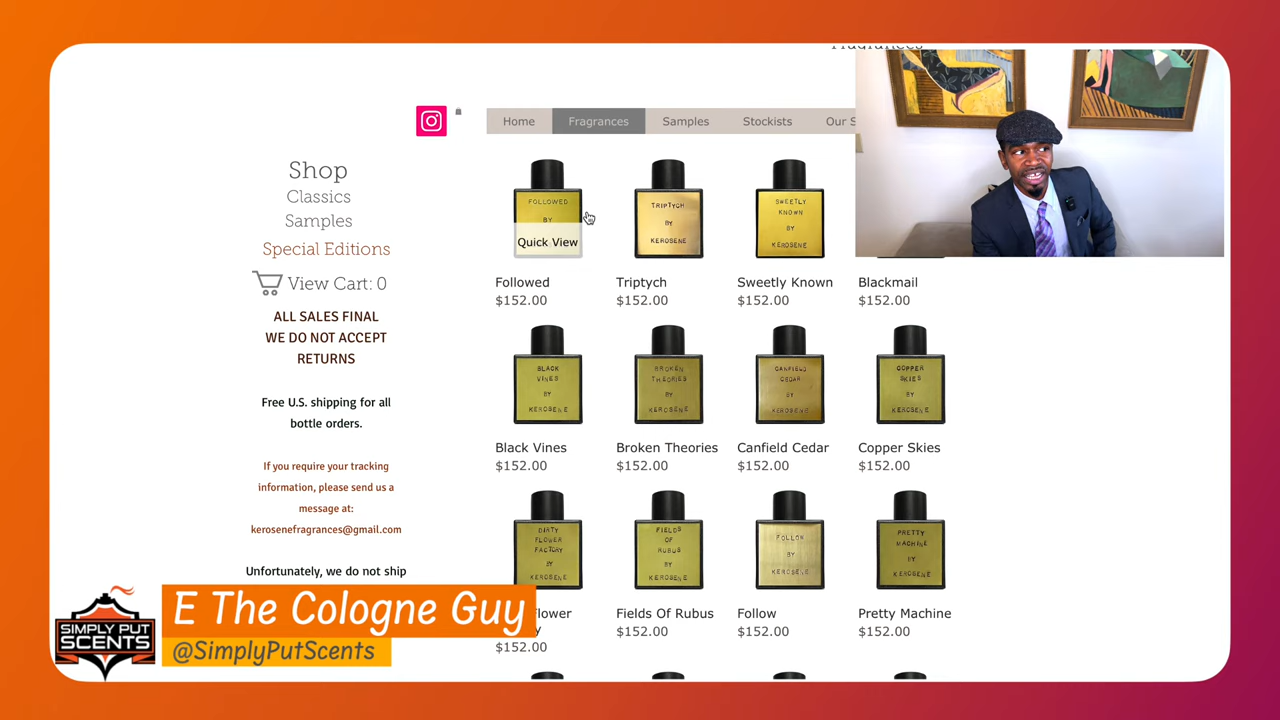 Fragrances
Home
Fragrances
Samples
Stockists
Our S
Shop
Classics
Samples
Special Editions
View Cart: 0
ALL SALES FINAL
WE DO NOT ACCEPT
RETURNS
Free U.S. shipping for all
bottle orders.
If you require your tracking
information, please send us a
message at:
kerosenefragrances@gmail.com
Unfortunately, we do not ship
FOLLOWED
BY
Quick View
TRIPTYCH
BY
KEROSENE
SWEETLY
KNOWN
BY
KEROSENE
Followed
$152.00
Triptych
$152.00
Sweetly Known
$152.00
Blackmail
$152.00
BLACK
VINES
BY
KEROSENE
BROKEN
THEORIES
BY
KEROSENE
CANFIELD
CEDAR
BY
KEROSENE
COPPER
SKIES
BY
KEROSENE
Black Vines
$152.00
Broken Theories
$152.00
Canfield Cedar
$152.00
Copper Skies
$152.00
DIRTY
FLOWER
FACTORY
BY
KEROSENE
FIELDS
OF
RUBUS
BY
KEROSENE
FOLLOW
BY
KEROSENE
PRETTY
MACHINE
BY
KEROSENE
Flower
y
$152.00
Fields Of Rubus
$152.00
Follow
$152.00
Pretty Machine
$152.00
SIMPLY PUT
SCENTS
E The Cologne Guy
@SimplyPutScents